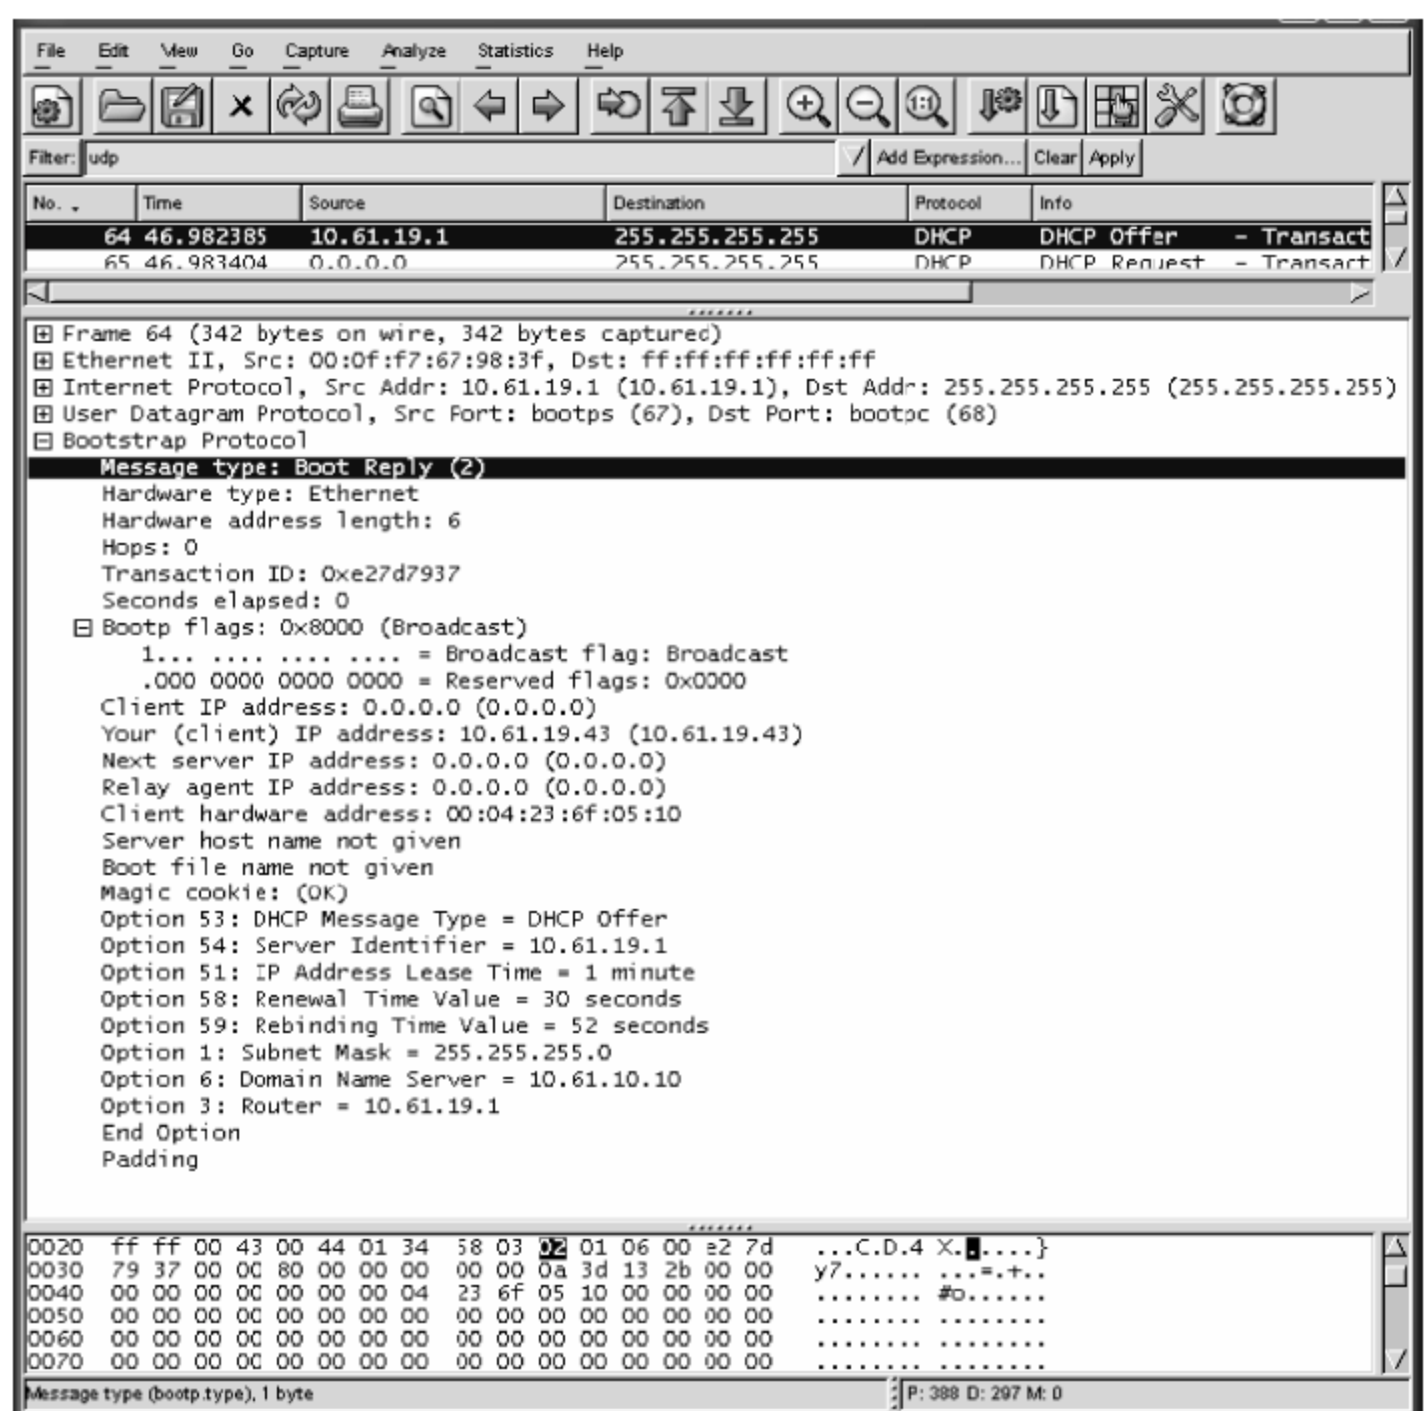 File Edit View Go Capture Analyze Statistics Help
Filter: udp Add Expression... Clear Apply
No. Time Source Destination Protocol Info
64 46.982385 10.61.19.1 255.255.255.255 DHCP DHCP Offer - Transact
65 46.983404 0.0.0.0 255.255.255.255 DHCP DHCP Request - Transact
Frame 64 (342 bytes on wire, 342 bytes captured)
Ethernet II, Src: 00:0f:f7:67:98:3f, Dst: ff:ff:ff:ff:ff:ff
Internet Protocol, Src Addr: 10.61.19.1 (10.61.19.1), Dst Addr: 255.255.255.255 (255.255.255.255)
User Datagram Protocol, Src Port: bootps (67), Dst Port: bootpc (68)
Bootstrap Protocol
Message type: Boot Reply (2)
Hardware type: Ethernet
Hardware address length: 6
Hops: 0
Transaction ID: 0xe27d7937
Seconds elapsed: 0
Bootp flags: 0x8000 (Broadcast)
1... .... .... .... = Broadcast flag: Broadcast
.000 0000 0000 0000 = Reserved flags: 0x0000
Client IP address: 0.0.0.0 (0.0.0.0)
Your (client) IP address: 10.61.19.43 (10.61.19.43)
Next server IP address: 0.0.0.0 (0.0.0.0)
Relay agent IP address: 0.0.0.0 (0.0.0.0)
Client hardware address: 00:04:23:6f:05:10
Server host name not given
Boot file name not given
Magic cookie: (OK)
Option 53: DHCP Message Type = DHCP Offer
Option 54: Server Identifier = 10.61.19.1
Option 51: IP Address Lease Time = 1 minute
Option 58: Renewal Time Value = 30 seconds
Option 59: Rebinding Time Value = 52 seconds
Option 1: Subnet Mask = 255.255.255.0
Option 6: Domain Name Server = 10.61.10.10
Option 3: Router = 10.61.19.1
End Option
Padding
0020 ff ff 00 43 00 44 01 34 58 03 02 01 06 00 e2 7d ...C.D.4 X......}
0030 79 37 00 00 80 00 00 00 00 00 0a 3d 13 2b 00 00 y7...... ...=.+..
0040 00 00 00 00 00 00 00 04 23 6f 05 10 00 00 00 00 ........ #o......
0050 00 00 00 00 00 00 00 00 00 00 00 00 00 00 00 00 ........ ........
0060 00 00 00 00 00 00 00 00 00 00 00 00 00 00 00 00 ........ ........
0070 00 00 00 00 00 00 00 00 00 00 00 00 00 00 00 00 ........ ........
Message type (bootp.type), 1 byte P: 388 D: 297 M: 0